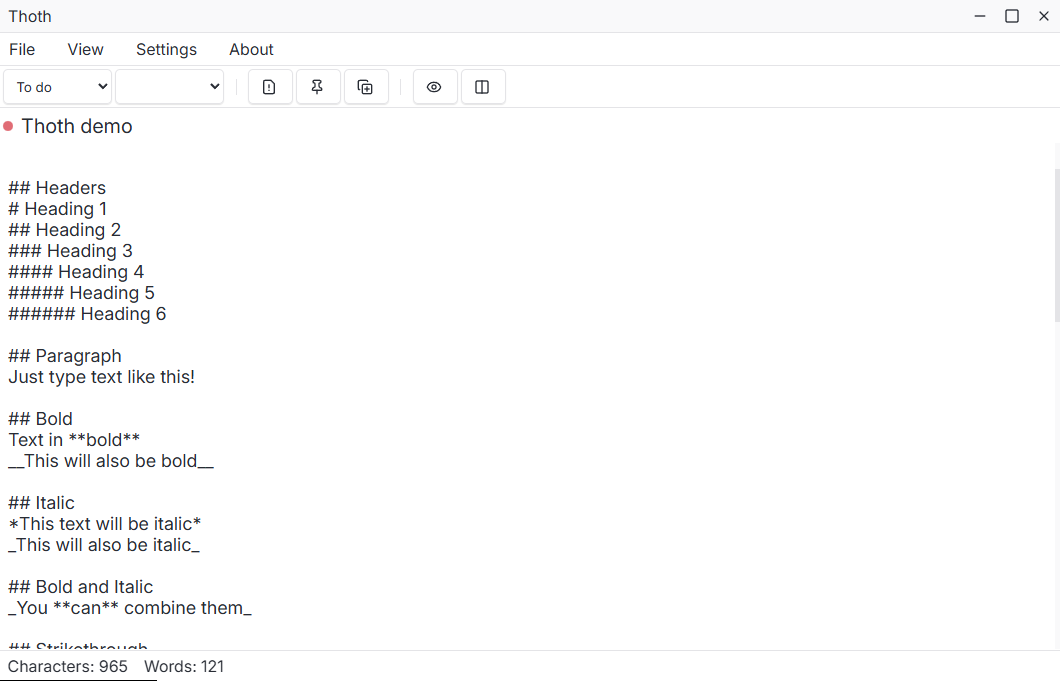 Thoth
File View Settings About
To do
Thoth demo
## Headers
# Heading 1
## Heading 2
### Heading 3
#### Heading 4
##### Heading 5
###### Heading 6
## Paragraph
Just type text like this!
## Bold
Text in **bold**
__This will also be bold__
## Italic
*This text will be italic*
_This will also be italic_
## Bold and Italic
_You **can** combine them_
## Strikethrough
Characters: 965 Words: 121